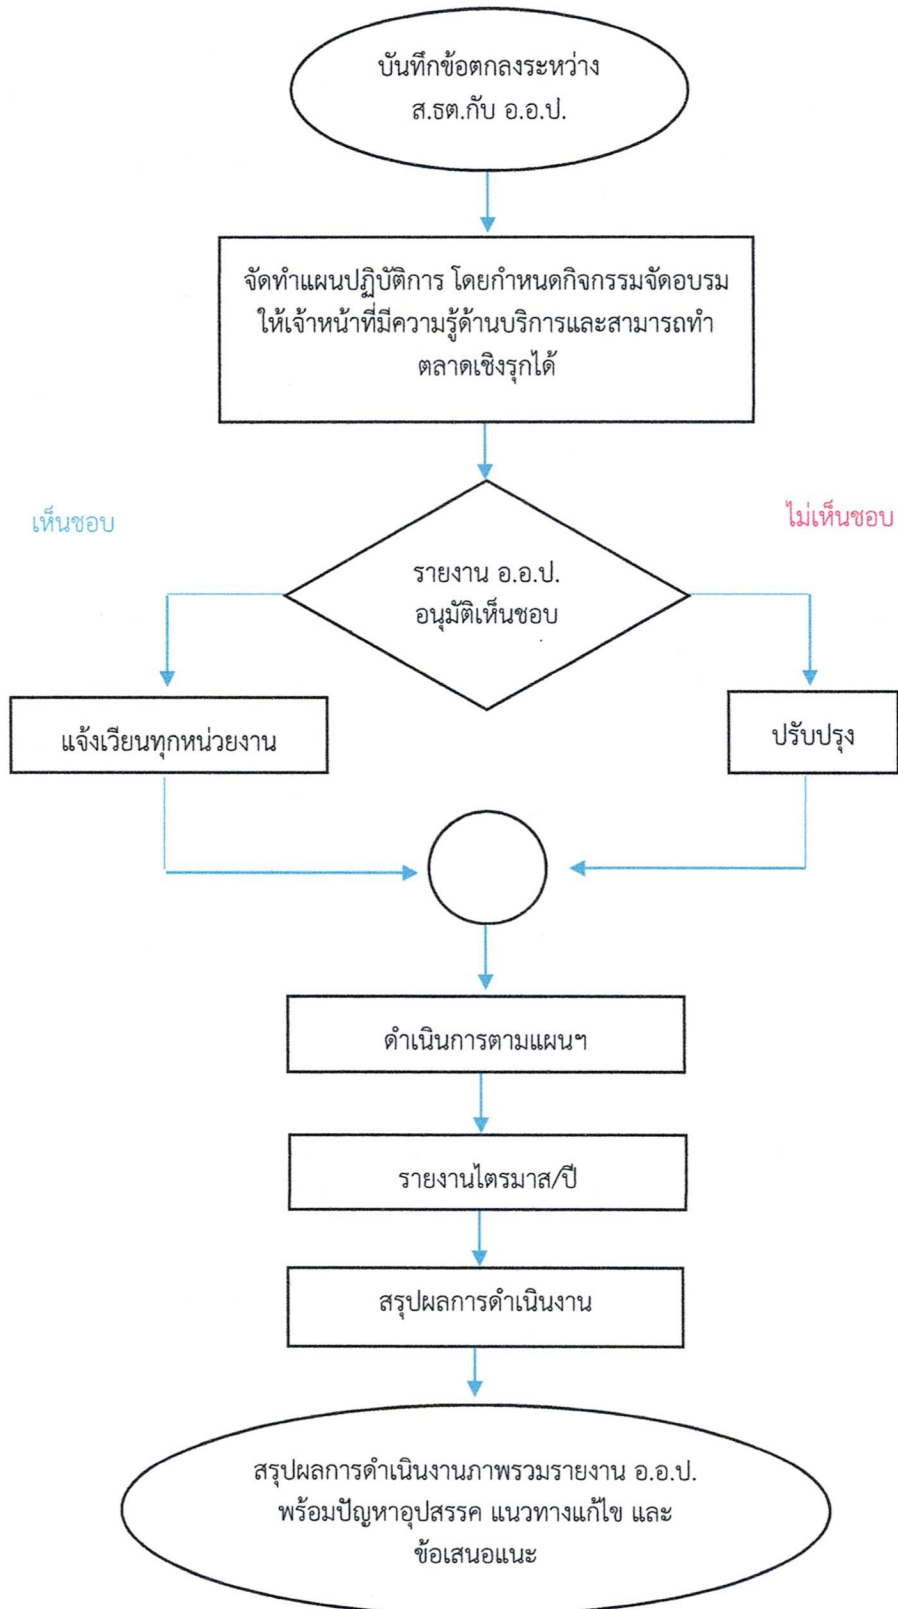 บันทึกข้อตกลงระหว่าง
ส.ธต.กับ อ.อ.ป.
จัดทำแผนปฏิบัติการ โดยกำหนดกิจกรรมจัดอบรม
ให้เจ้าหน้าที่มีความรู้ด้านบริการและสามารถทำ
ตลาดเชิงรุกได้
เห็นชอบ
ไม่เห็นชอบ
รายงาน อ.อ.ป.
อนุมัติเห็นชอบ
แจ้งเวียนทุกหน่วยงาน
ปรับปรุง
ดำเนินการตามแผนฯ
รายงานไตรมาส/ปี
สรุปผลการดำเนินงาน
สรุปผลการดำเนินงานภาพรวมรายงาน อ.อ.ป.
พร้อมปัญหาอุปสรรค แนวทางแก้ไข และ
ข้อเสนอแนะ